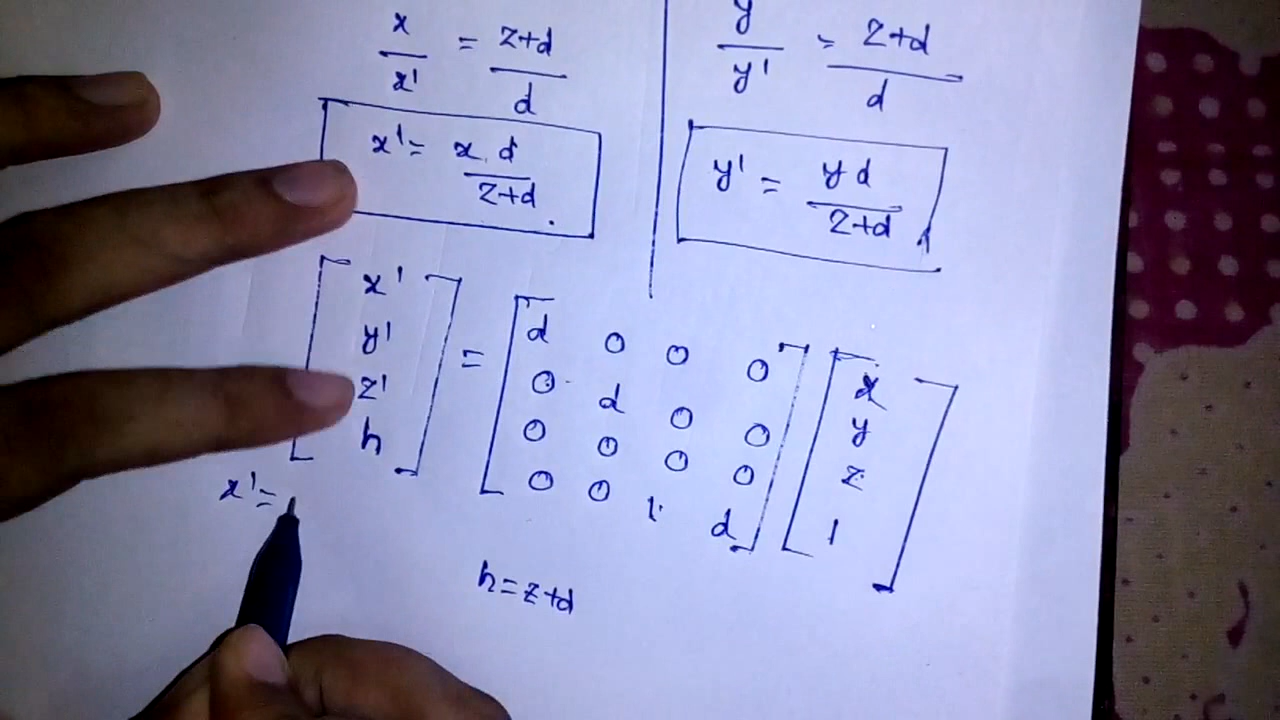 x/x' = z+d/d
x' = x.d/z+d.
y/y' = z+d/d
y' = yd/z+d
[x' y' z' h] = [d 0 0 0; 0 d 0 0; 0 0 0 0; 0 0 1 d] [x y z 1]
x' =
h = z+d